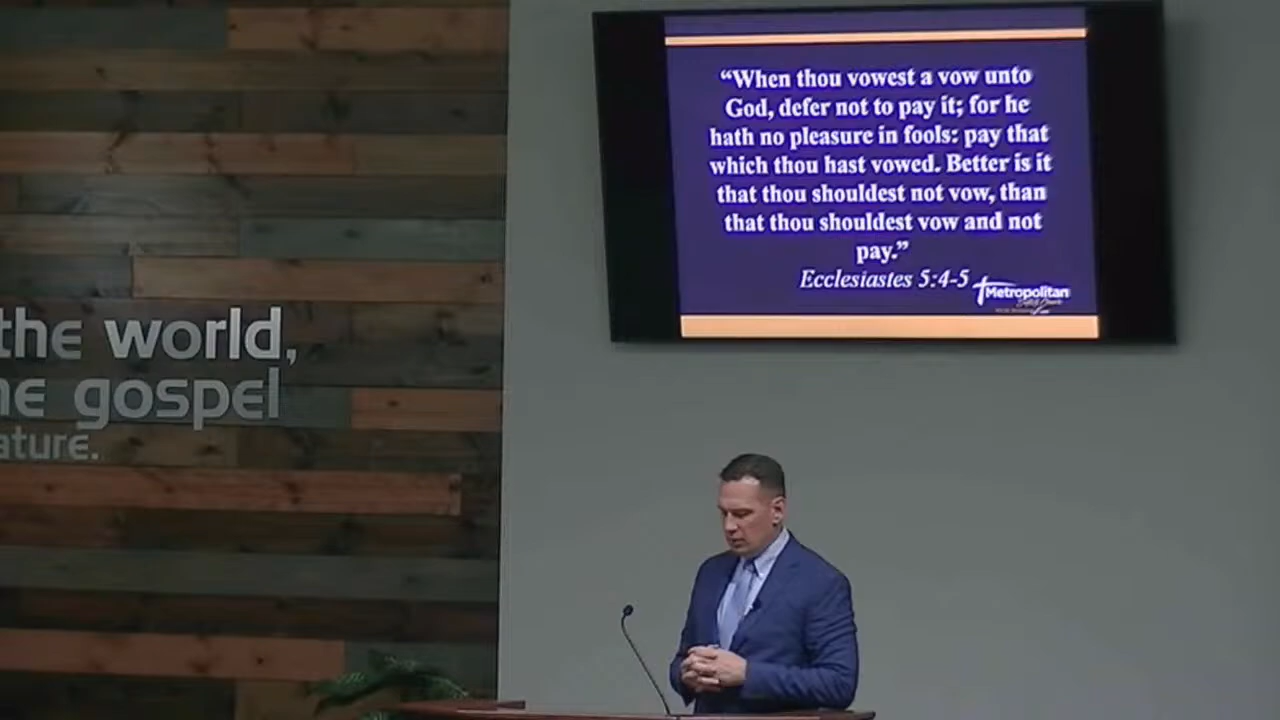 “When thou vowest a vow unto
God, defer not to pay it; for he
hath no pleasure in fools: pay that
which thou hast vowed. Better is it
that thou shouldest not vow, than
that thou shouldest vow and not
pay.”
Ecclesiastes 5:4-5
Metropolitan
the world,
gospel
ature.